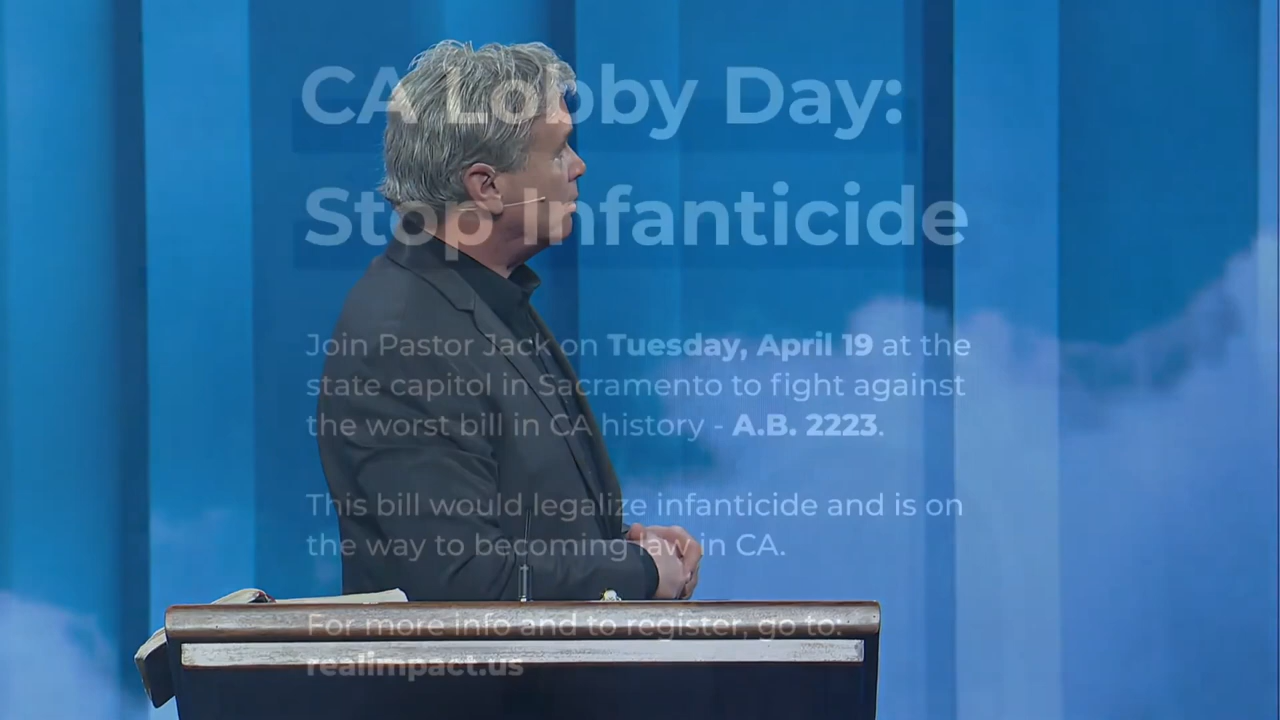 CA Lobby Day:
Stop Infanticide
Join Pastor Jack on Tuesday, April 19 at the
state capitol in Sacramento to fight against
the worst bill in CA history - A.B. 2223.
This bill would legalize infanticide and is on
the way to becoming law in CA.
For more info and to register, go to:
realimpact.us